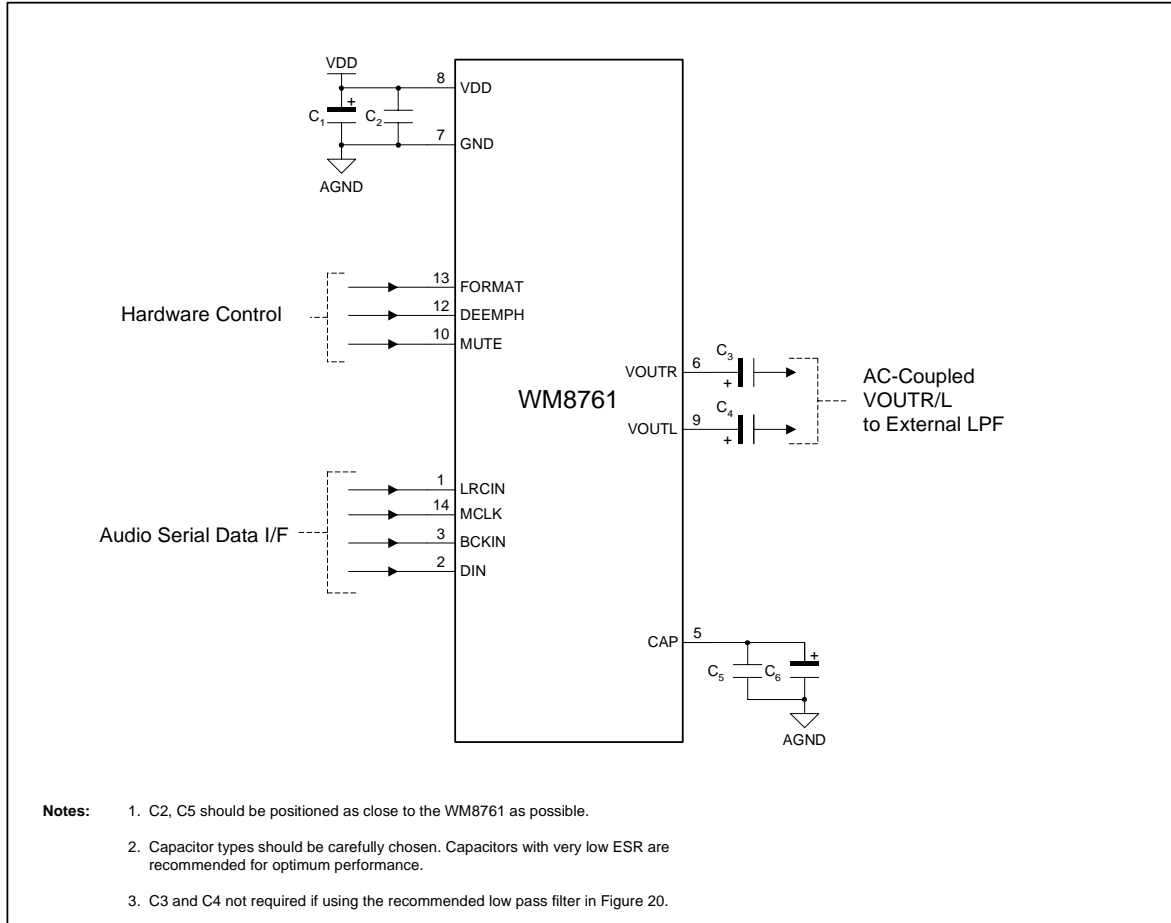 VDD
8 VDD
+
C1 C2
7 GND
AGND
Hardware Control
13 FORMAT
12 DEEMPH
10 MUTE
WM8761
VOUTR 6
C3
+
VOUTL 9
C4
+
AC-Coupled
VOUTR/L
to External LPF
Audio Serial Data I/F
1 LRCIN
14 MCLK
3 BCKIN
2 DIN
CAP 5
+
C5 C6
AGND
Notes: 1. C2, C5 should be positioned as close to the WM8761 as possible.
2. Capacitor types should be carefully chosen. Capacitors with very low ESR are
recommended for optimum performance.
3. C3 and C4 not required if using the recommended low pass filter in Figure 20.